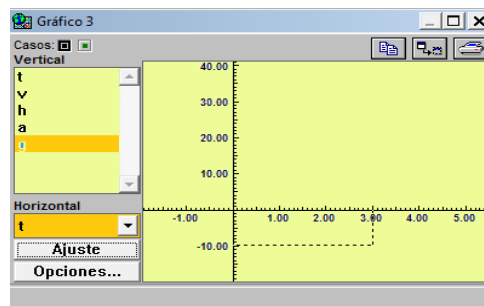 Gráfico 3
Casos:
Vertical
t
v
h
a
g
Horizontal
t
Ajuste
Opciones...
40.00
30.00
20.00
10.00
-1.00 1.00 2.00 3.00 4.00 5.00
-10.00